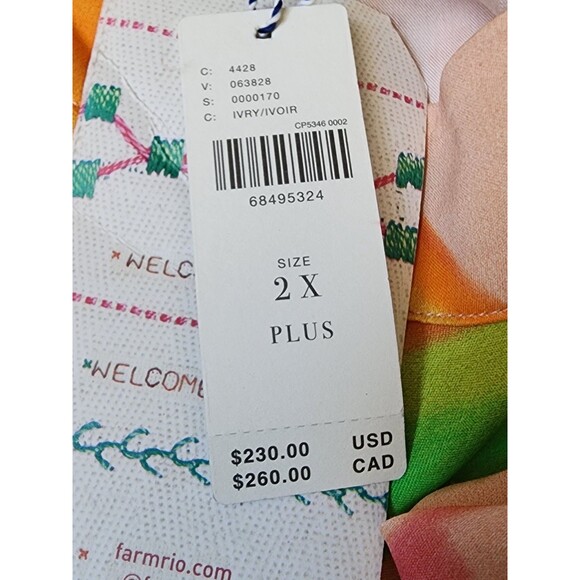 C: 4428
V: 063828
S: 0000170
C: IVRY/IVOIR
CP5346 0002
68495324
SIZE
2X
PLUS
$230.00 USD
$260.00 CAD
WELC
WELCOME
farmrio.com